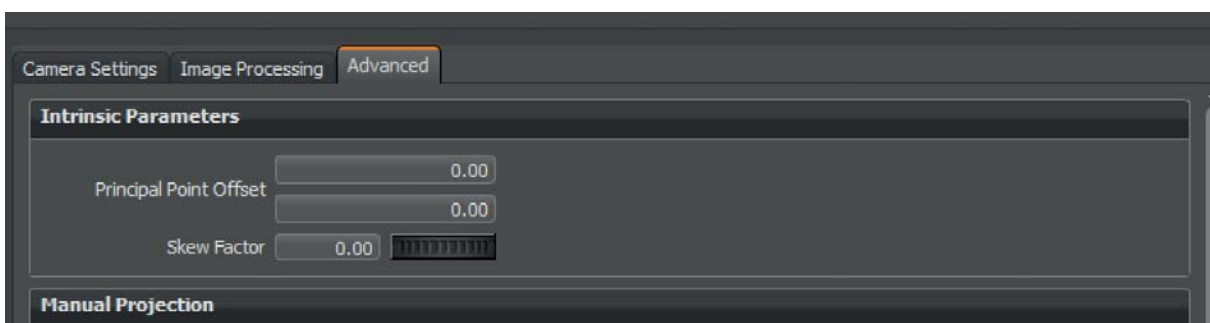 Camera Settings Image Processing Advanced
Intrinsic Parameters
Principal Point Offset
0.00
0.00
Skew Factor 0.00
Manual Projection